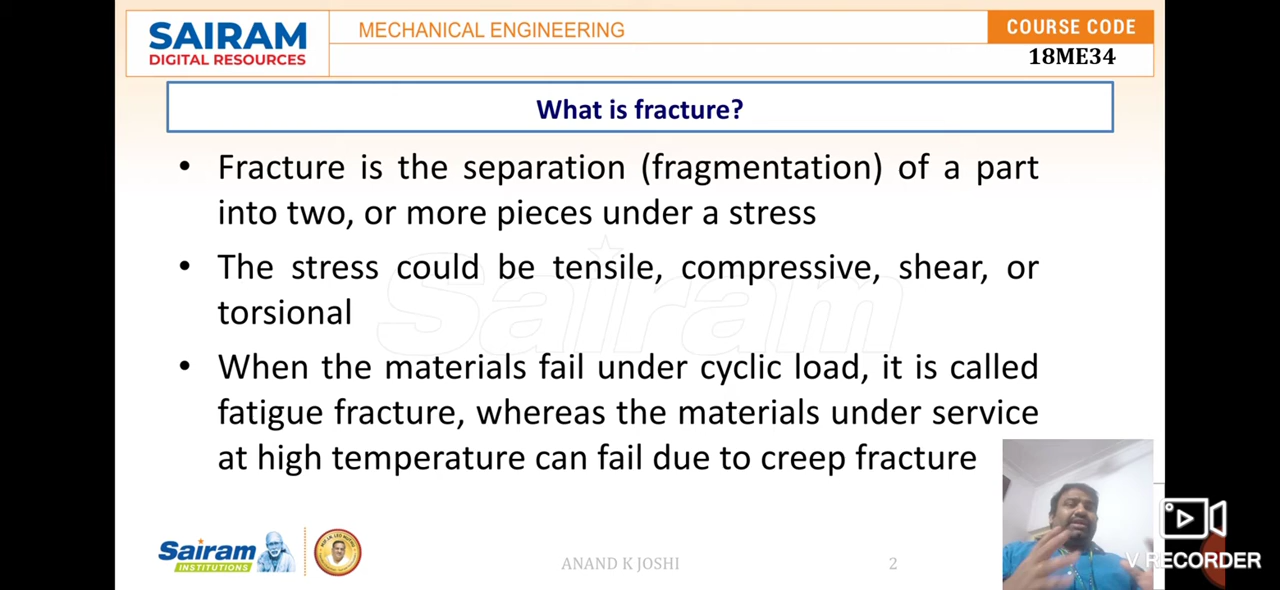 SAIRAM
DIGITAL RESOURCES
MECHANICAL ENGINEERING
COURSE CODE
18ME34
What is fracture?
• Fracture is the separation (fragmentation) of a part
into two, or more pieces under a stress
• The stress could be tensile, compressive, shear, or
torsional
• When the materials fail under cyclic load, it is called
fatigue fracture, whereas the materials under service
at high temperature can fail due to creep fracture
Sairam
Sairam
INSTITUTIONS
ANAND K JOSHI
2
V RECORDER